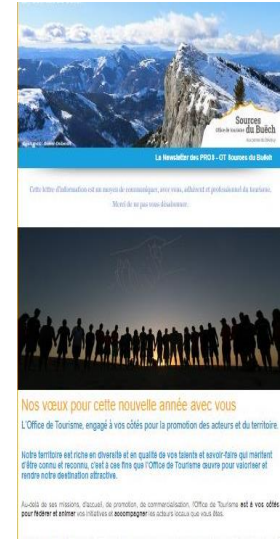 Sources
Office de Tourisme du Buëch
La Newsletter des PROS - OT Sources du Buëch
Cette lettre d'information est un moyen de communiquer, avec vous, adhérent et professionnel du tourisme.
Merci de ne pas vous désabonner.
Nos vœux pour cette nouvelle année avec vous
L'Office de Tourisme, engagé à vos côtés pour la promotion des acteurs et du territoire.
Notre territoire est riche en diversité et en qualité de vos talents et savoir-faire qui méritent
d'être connu et reconnu, c'est à ces fins que l'Office de Tourisme œuvre pour valoriser et
rendre notre destination attractive.
Au-delà de ses missions, d'accueil, de promotion, de commercialisation, l'Office de Tourisme est à vos côtés
pour fédérer et animer vos initiatives et accompagner les acteurs locaux que vous êtes.